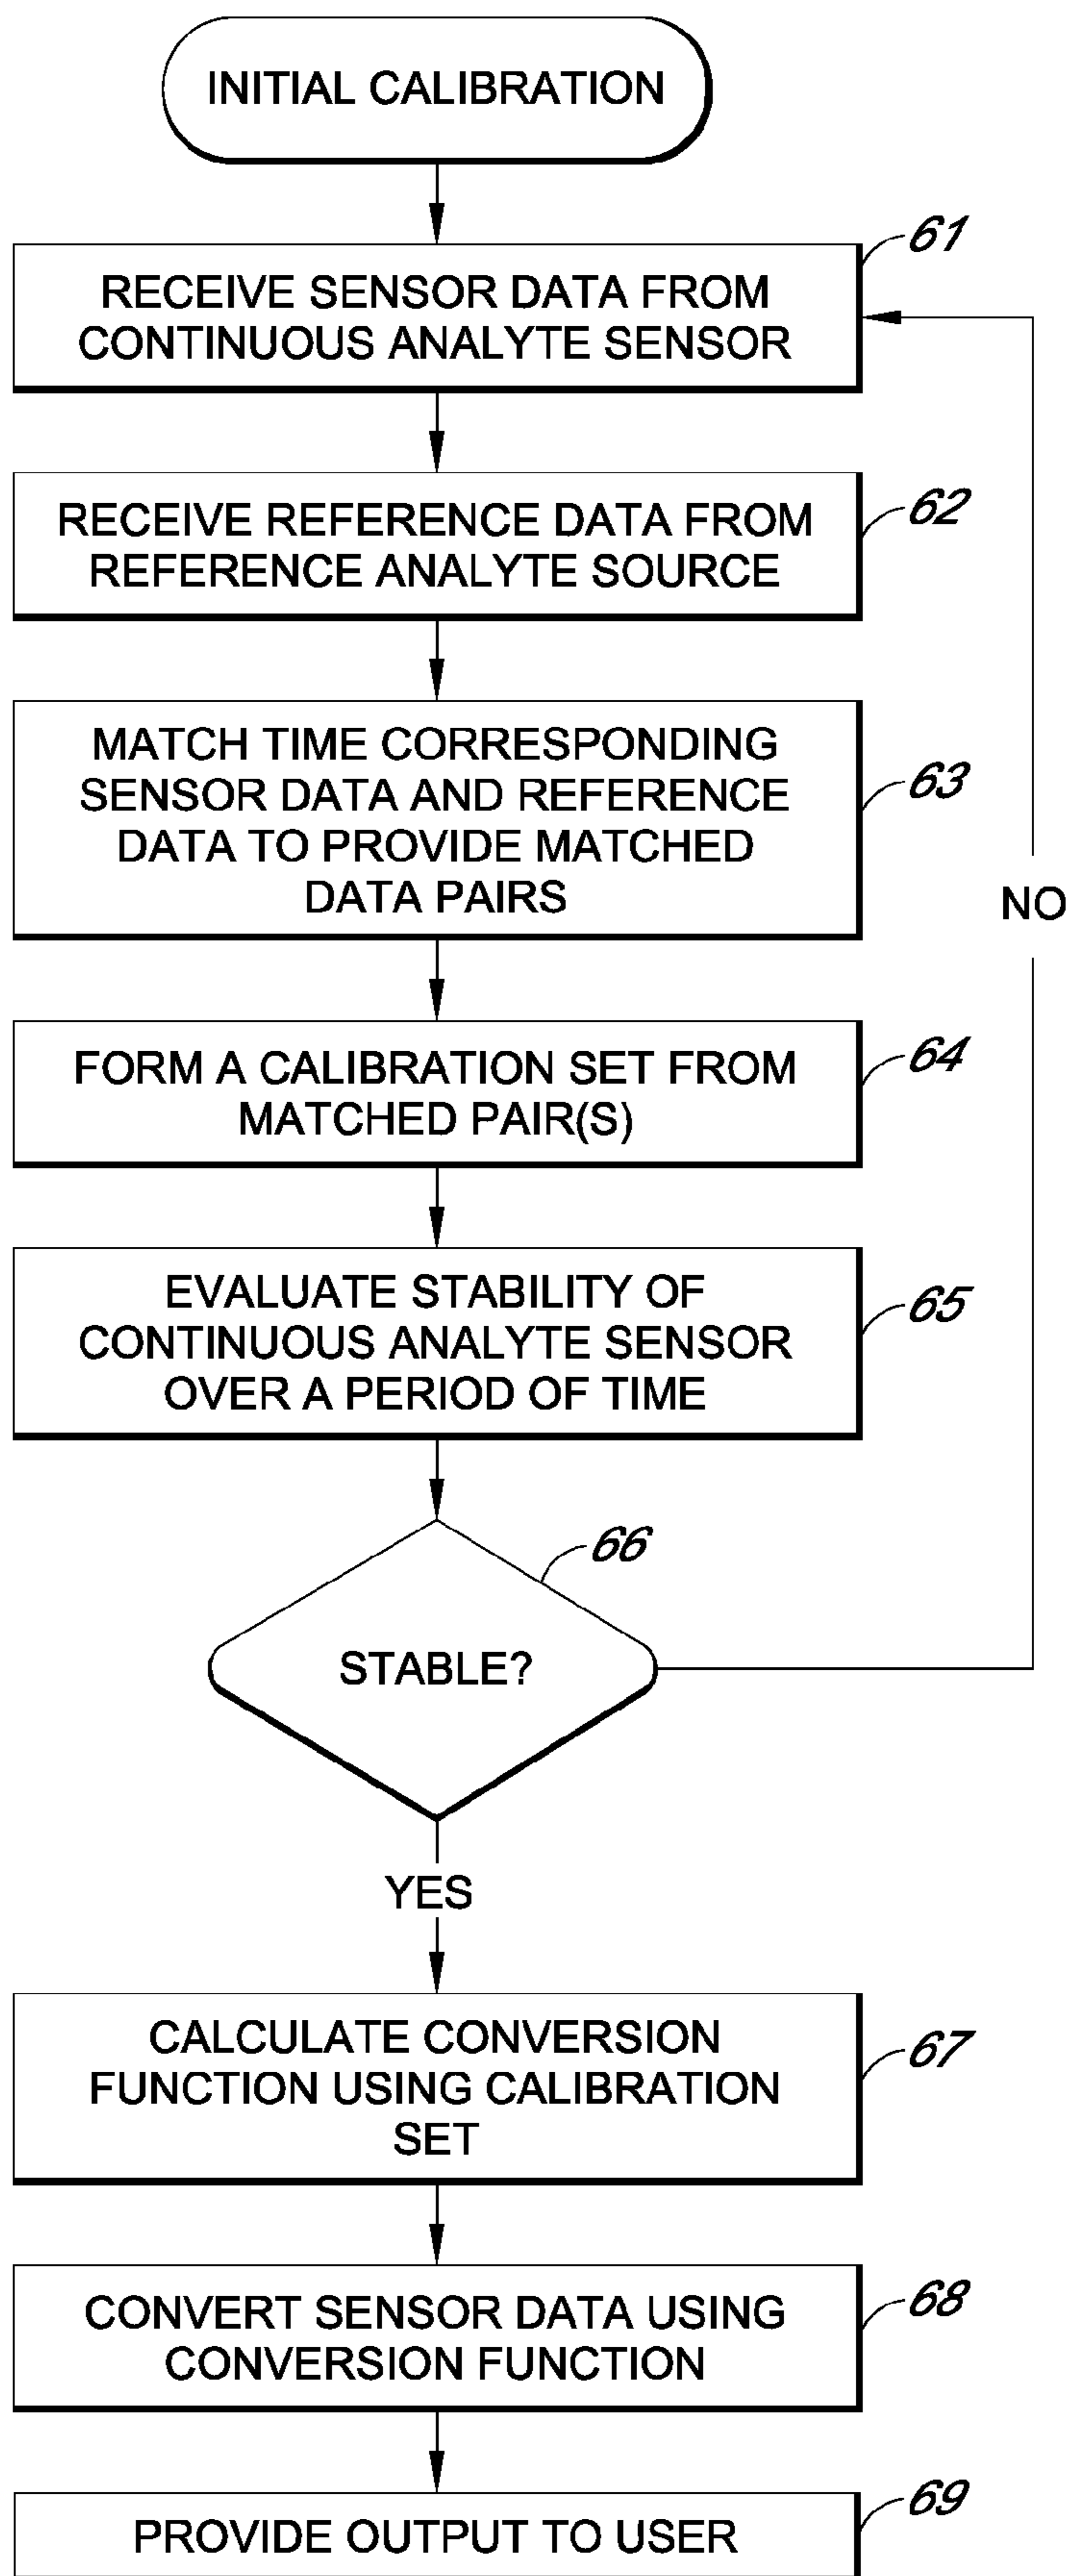 INITIAL CALIBRATION
61
RECEIVE SENSOR DATA FROM
CONTINUOUS ANALYTE SENSOR
62
RECEIVE REFERENCE DATA FROM
REFERENCE ANALYTE SOURCE
63
MATCH TIME CORRESPONDING
SENSOR DATA AND REFERENCE
DATA TO PROVIDE MATCHED
DATA PAIRS
NO
64
FORM A CALIBRATION SET FROM
MATCHED PAIR(S)
65
EVALUATE STABILITY OF
CONTINUOUS ANALYTE SENSOR
OVER A PERIOD OF TIME
66
STABLE?
YES
67
CALCULATE CONVERSION
FUNCTION USING CALIBRATION
SET
68
CONVERT SENSOR DATA USING
CONVERSION FUNCTION
69
PROVIDE OUTPUT TO USER